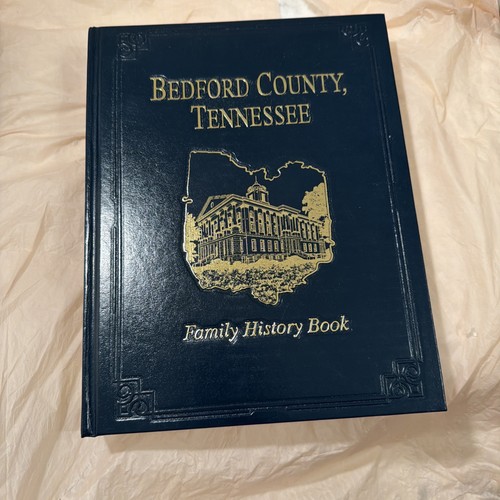 BEDFORD COUNTY,
TENNESSEE
Family History Book